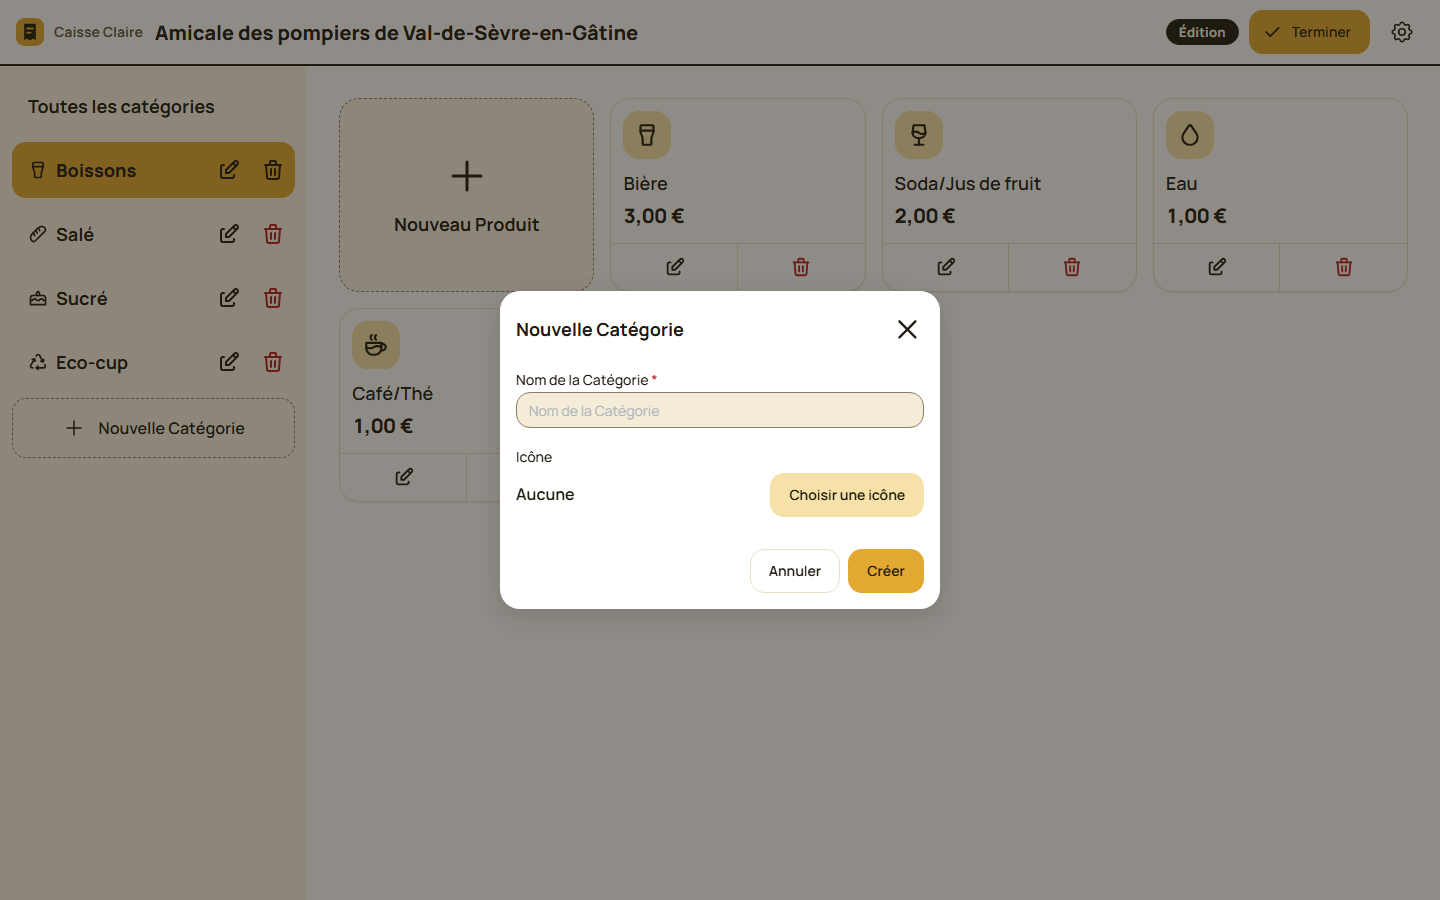 Caisse Claire
Amicale des pompiers de Val-de-Sèvre-en-Gâtine
Édition
Terminer
Toutes les catégories
Boissons
Salé
Sucré
Eco-cup
Nouvelle Catégorie
Nouveau Produit
Bière
3,00 €
Soda/Jus de fruit
2,00 €
Eau
1,00 €
Café/Thé
1,00 €
Nouvelle Catégorie
Nom de la Catégorie *
Nom de la Catégorie
Icône
Aucune
Choisir une icône
Annuler
Créer